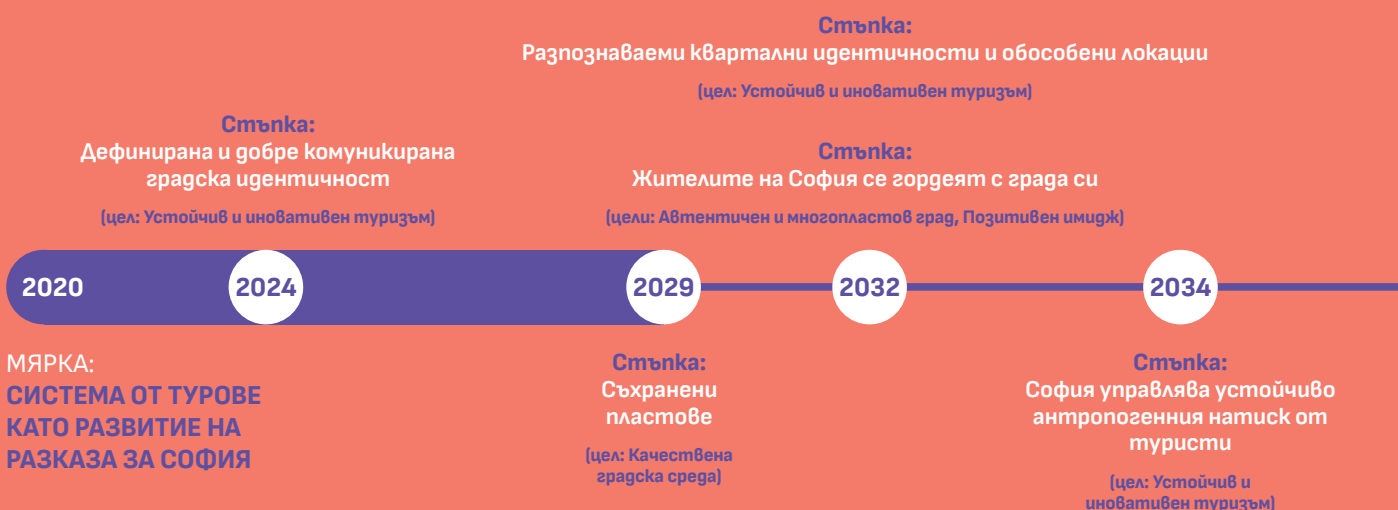 Стъпка:
Разпознаваеми квартални идентичности и обособени локации
(цел: Устойчив и иновативен туризъм)
Стъпка:
Дефинирана и добре комуникирана
градска идентичност
(цел: Устойчив и иновативен туризъм)
Стъпка:
Жителите на София се гордеят с града си
(цели: Автентичен и многопластов град, Позитивен имидж)
2020
2024
2029
2032
2034
МЯРКА:
СИСТЕМА ОТ ТУРОВЕ
КАТО РАЗВИТИЕ НА
РАЗКАЗА ЗА СОФИЯ
Стъпка:
Съхранени
пластове
(цел: Качествена
градска среда)
Стъпка:
София управлява устойчиво
антропогенния натиск от
туристи
(цел: Устойчив и
иновативен туризъм)